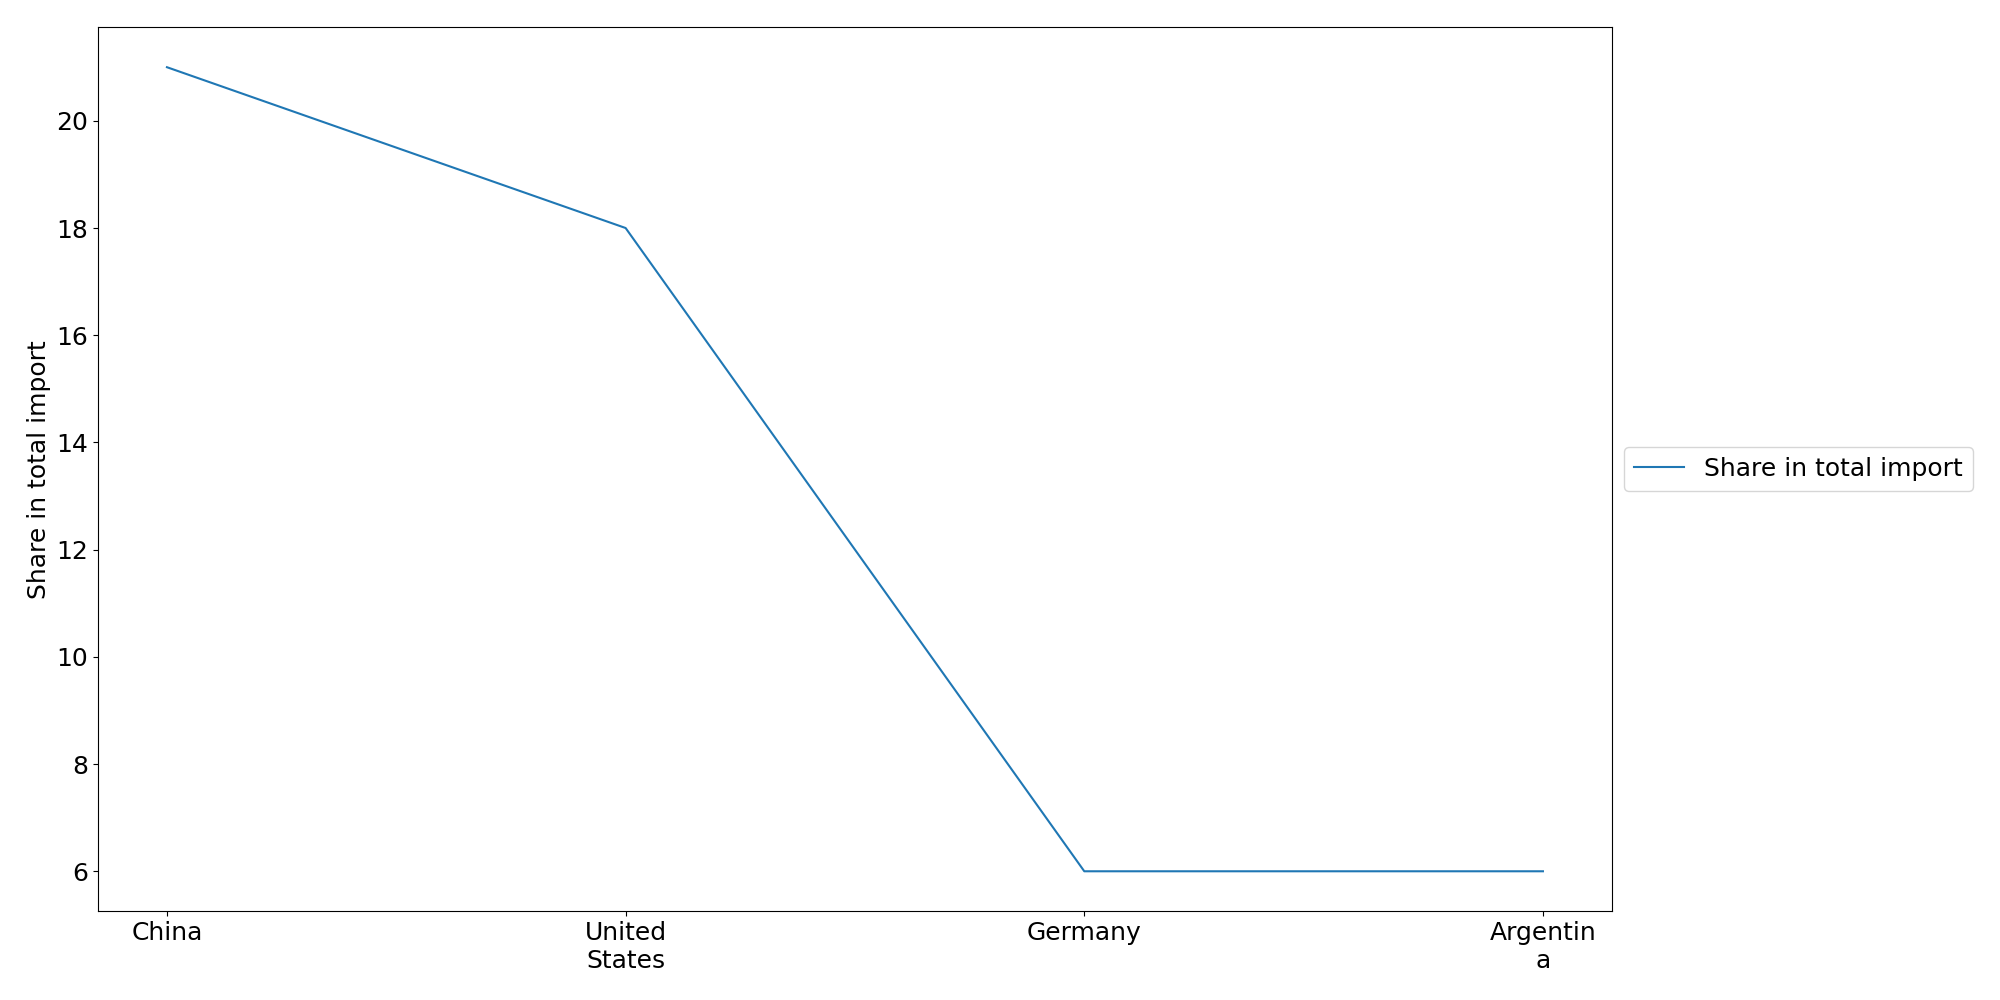 Share in total import
20
18
16
14
12
10
8
6
China
United
States
Germany
Argentin
a
Share in total import